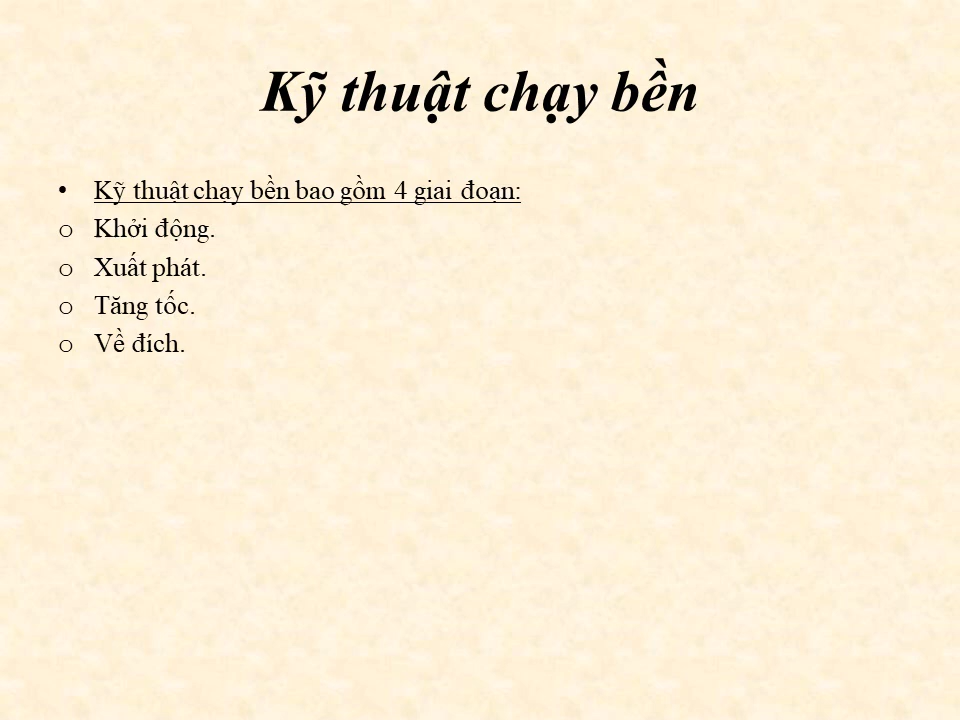 Kỹ thuật chạy bền
• Kỹ thuật chạy bền bao gồm 4 giai đoạn:
o Khởi động.
o Xuất phát.
o Tăng tốc.
o Về đích.